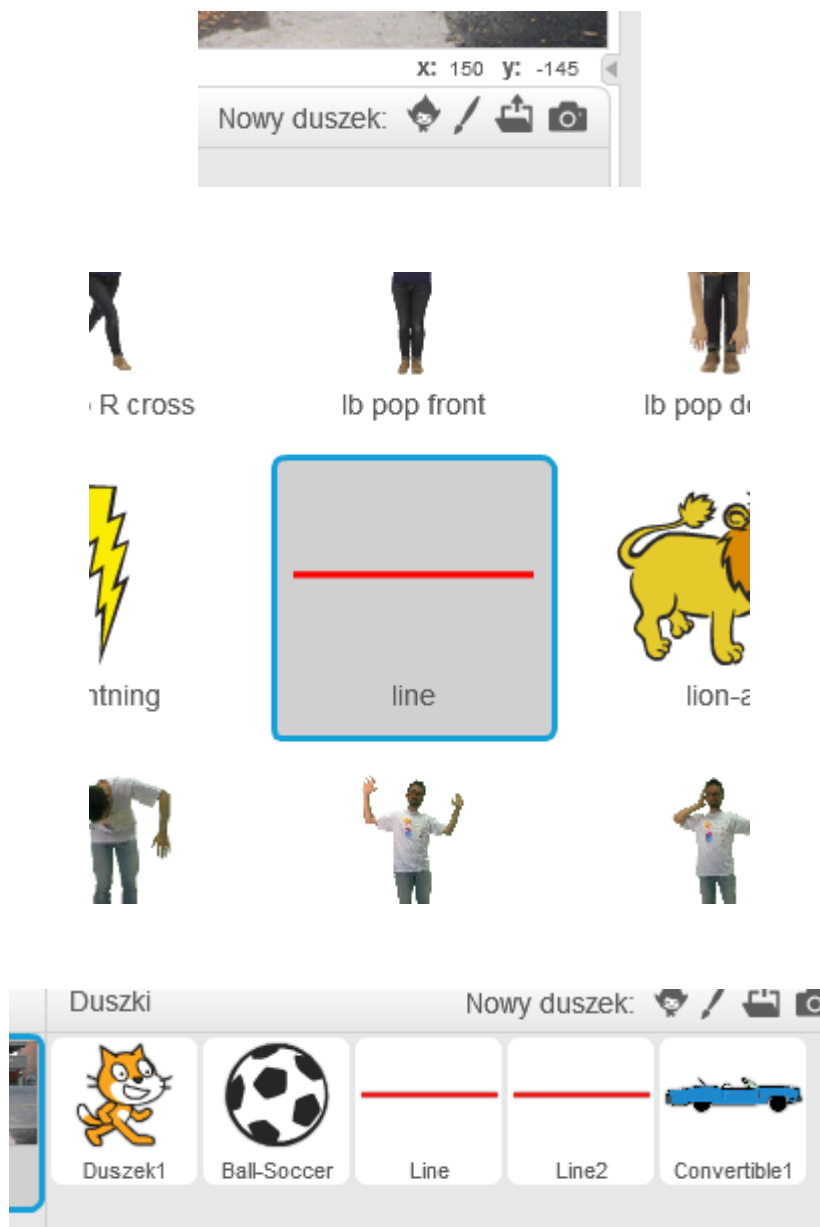 x: 150 y: -145
Nowy duszek:
R cross
lb pop front
lb pop
line
lion-a
Duszki
Nowy duszek:
Duszek1
Ball-Soccer
Line
Line2
Convertible1